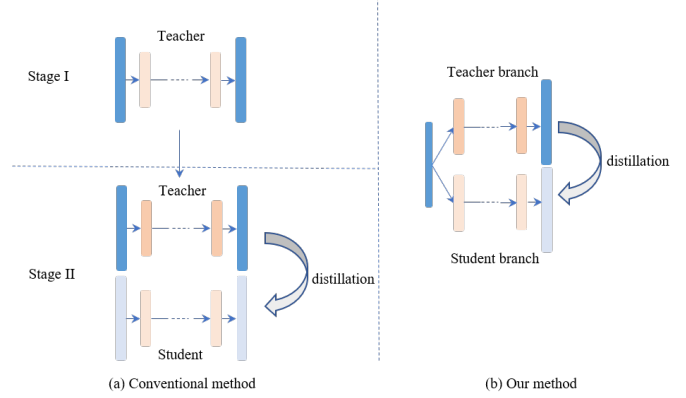 Teacher
Stage I
Teacher
Stage II
distillation
Student
(a) Conventional method
Teacher branch
distillation
Student branch
(b) Our method